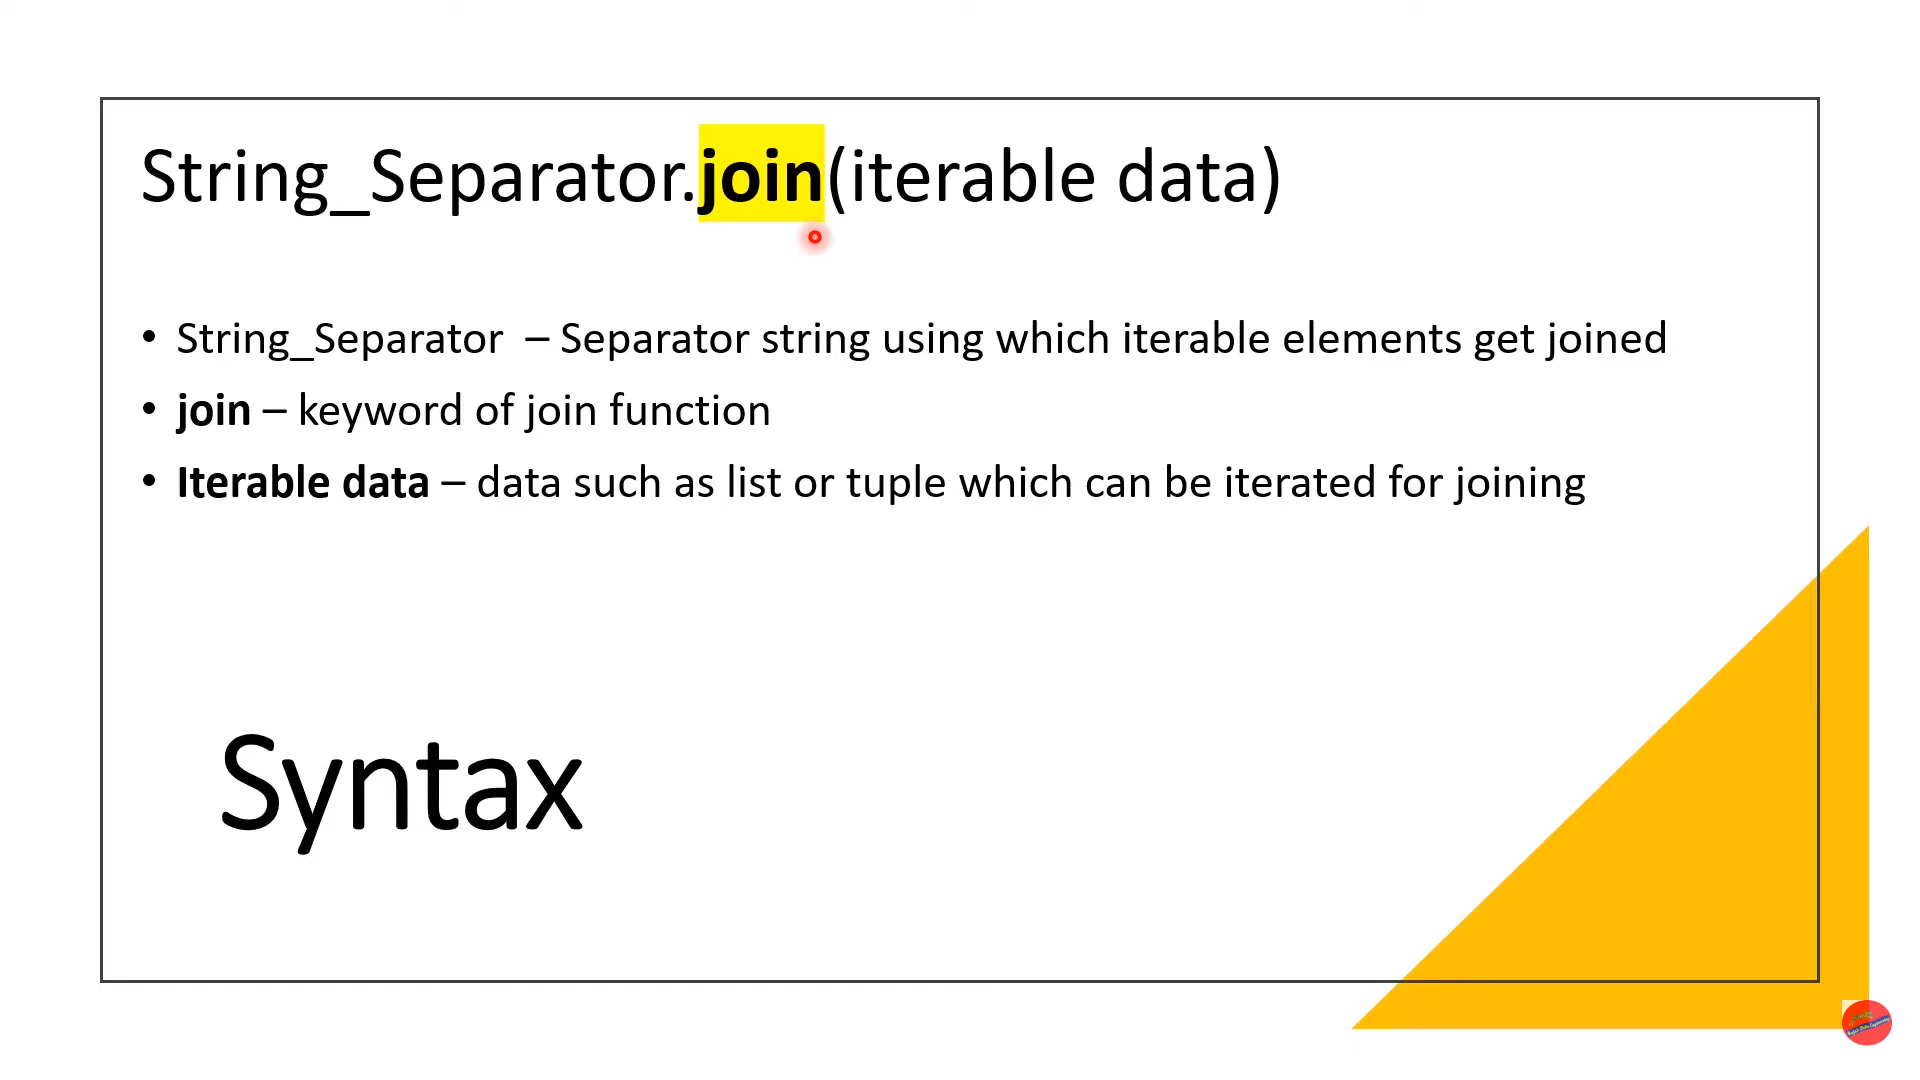 String_Separator.join(iterable data)
• String_Separator – Separator string using which iterable elements get joined
• join – keyword of join function
• Iterable data – data such as list or tuple which can be iterated for joining
Syntax